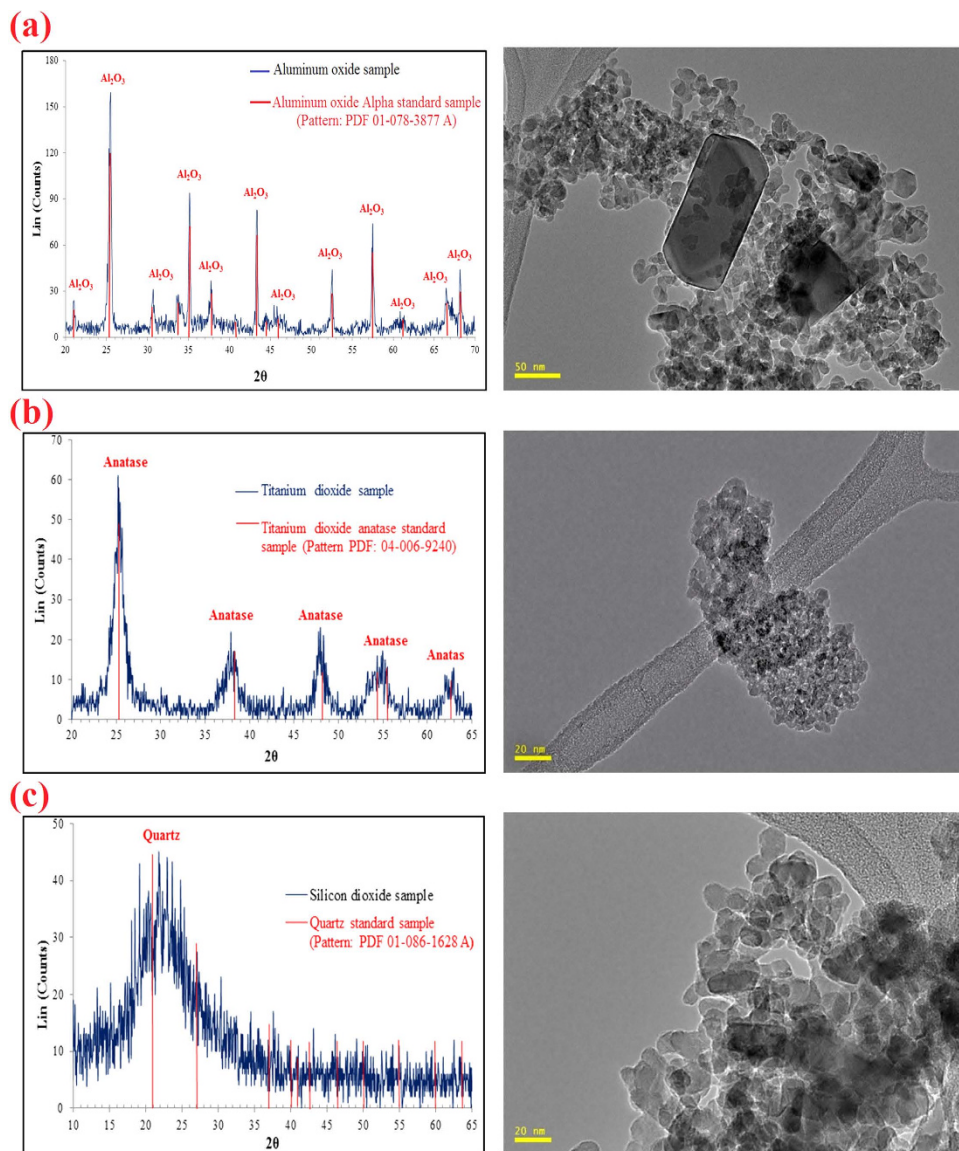 (a)
180
150
120
90
60
30
0
Lin (Counts)
Al₂O₃
Al₂O₃
Al₂O₃
Al₂O₃
Al₂O₃
Al₂O₃
Al₂O₃
Al₂O₃
Al₂O₃
Al₂O₃
Al₂O₃
Al₂O₃
Aluminum oxide sample
Aluminum oxide Alpha standard sample
(Pattern: PDF 01-078-3877 A)
20 25 30 35 40 45 50 55 60 65 70
2θ
50 nm
(b)
70
60
50
40
30
20
10
0
Lin (Counts)
Anatase
Anatase
Anatase
Anatase
Anatas
Titanium dioxide sample
Titanium dioxide anatase standard
sample (Pattern PDF: 04-006-9240)
20 25 30 35 40 45 50 55 60 65
2θ
20 nm
(c)
50
40
30
20
10
0
Lin (Counts)
Quartz
Silicon dioxide sample
Quartz standard sample
(Pattern: PDF 01-086-1628 A)
10 15 20 25 30 35 40 45 50 55 60 65
2θ
20 nm